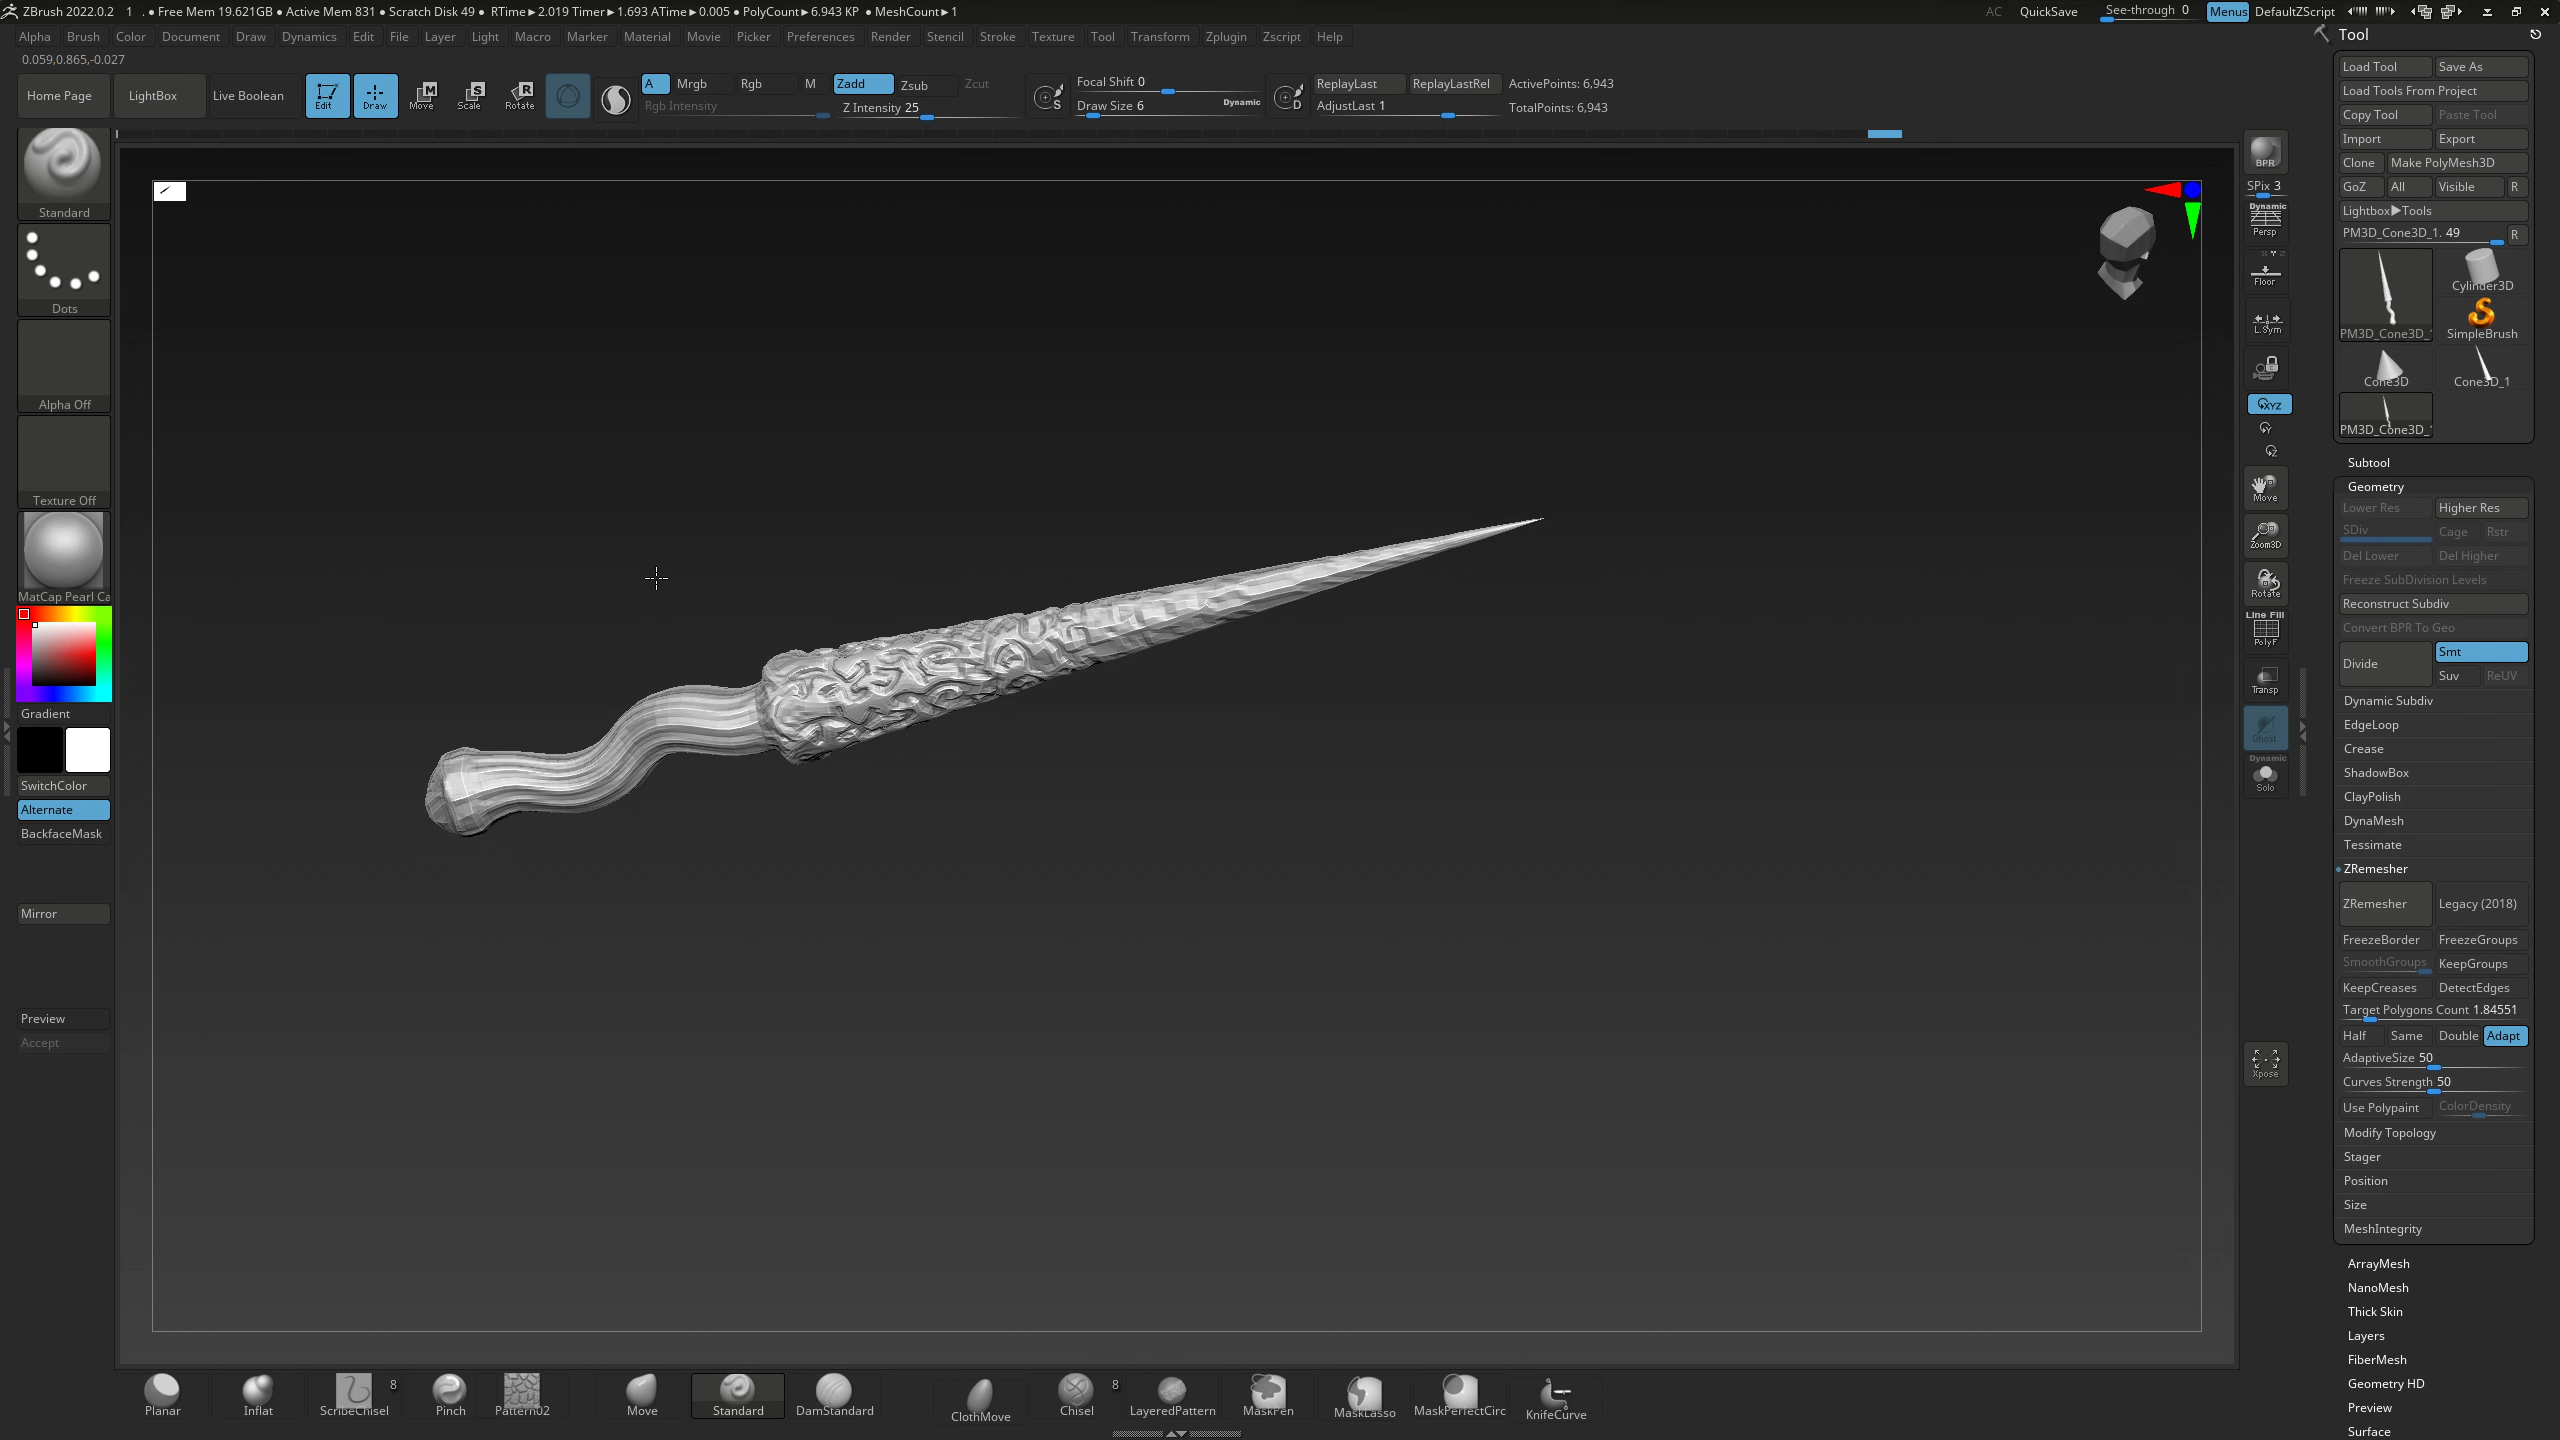 ZBrush 2022.0.2 1 . ● Free Mem 19.621GB ● Active Mem 831 ● Scratch Disk 49 ● RTime►2.019 Timer►1.693 ATime►0.005 ● PolyCount►6.943 KP ● MeshCount►1
AC QuickSave See-through 0 Menus DefaultZScript
Alpha Brush Color Document Draw Dynamics Edit File Layer Light Macro Marker Material Movie Picker Preferences Render Stencil Stroke Texture Tool Transform Zplugin Zscript Help
Tool
0.059,0.865,-0.027
Home Page LightBox Live Boolean Edit Draw Move Scale Rotate
A Mrgb Rgb M Zadd Zsub Zcut
Rgb Intensity Z Intensity 25
Focal Shift 0
Draw Size 6 Dynamic
ReplayLast ReplayLastRel
AdjustLast 1
ActivePoints: 6,943
TotalPoints: 6,943
Standard
Dots
Alpha Off
Texture Off
MatCap Pearl Ca
Gradient
SwitchColor
Alternate
BackfaceMask
Mirror
Preview
Accept
BPR
SPix 3
Dynamic
Persp
Floor
L.Sym
XYZ
Y
Z
Move
Zoom3D
Rotate
Line Fill
PolyF
Transp
Ghost
Dynamic
Solo
Xpose
Load Tool Save As
Load Tools From Project
Copy Tool Paste Tool
Import Export
Clone Make PolyMesh3D
GoZ All Visible R
Lightbox►Tools
PM3D_Cone3D_1. 49 R
Cylinder3D
PM3D_Cone3D_ SimpleBrush
Cone3D Cone3D_1
PM3D_Cone3D_
Subtool
Geometry
Lower Res Higher Res
SDiv Cage Rstr
Del Lower Del Higher
Freeze SubDivision Levels
Reconstruct Subdiv
Convert BPR To Geo
Divide Smt
Suv ReUV
Dynamic Subdiv
EdgeLoop
Crease
ShadowBox
ClayPolish
DynaMesh
Tessimate
ZRemesher
ZRemesher Legacy (2018)
FreezeBorder FreezeGroups
SmoothGroups KeepGroups
KeepCreases DetectEdges
Target Polygons Count 1.84551
Half Same Double Adapt
AdaptiveSize 50
Curves Strength 50
Use Polypaint ColorDensity
Modify Topology
Stager
Position
Size
MeshIntegrity
ArrayMesh
NanoMesh
Thick Skin
Layers
FiberMesh
Geometry HD
Preview
Surface
8 8
Planar Inflat ScribeChisel Pinch Pattern02 Move Standard DamStandard ClothMove Chisel LayeredPattern MaskPen MaskLasso MaskPerfectCirc KnifeCurve